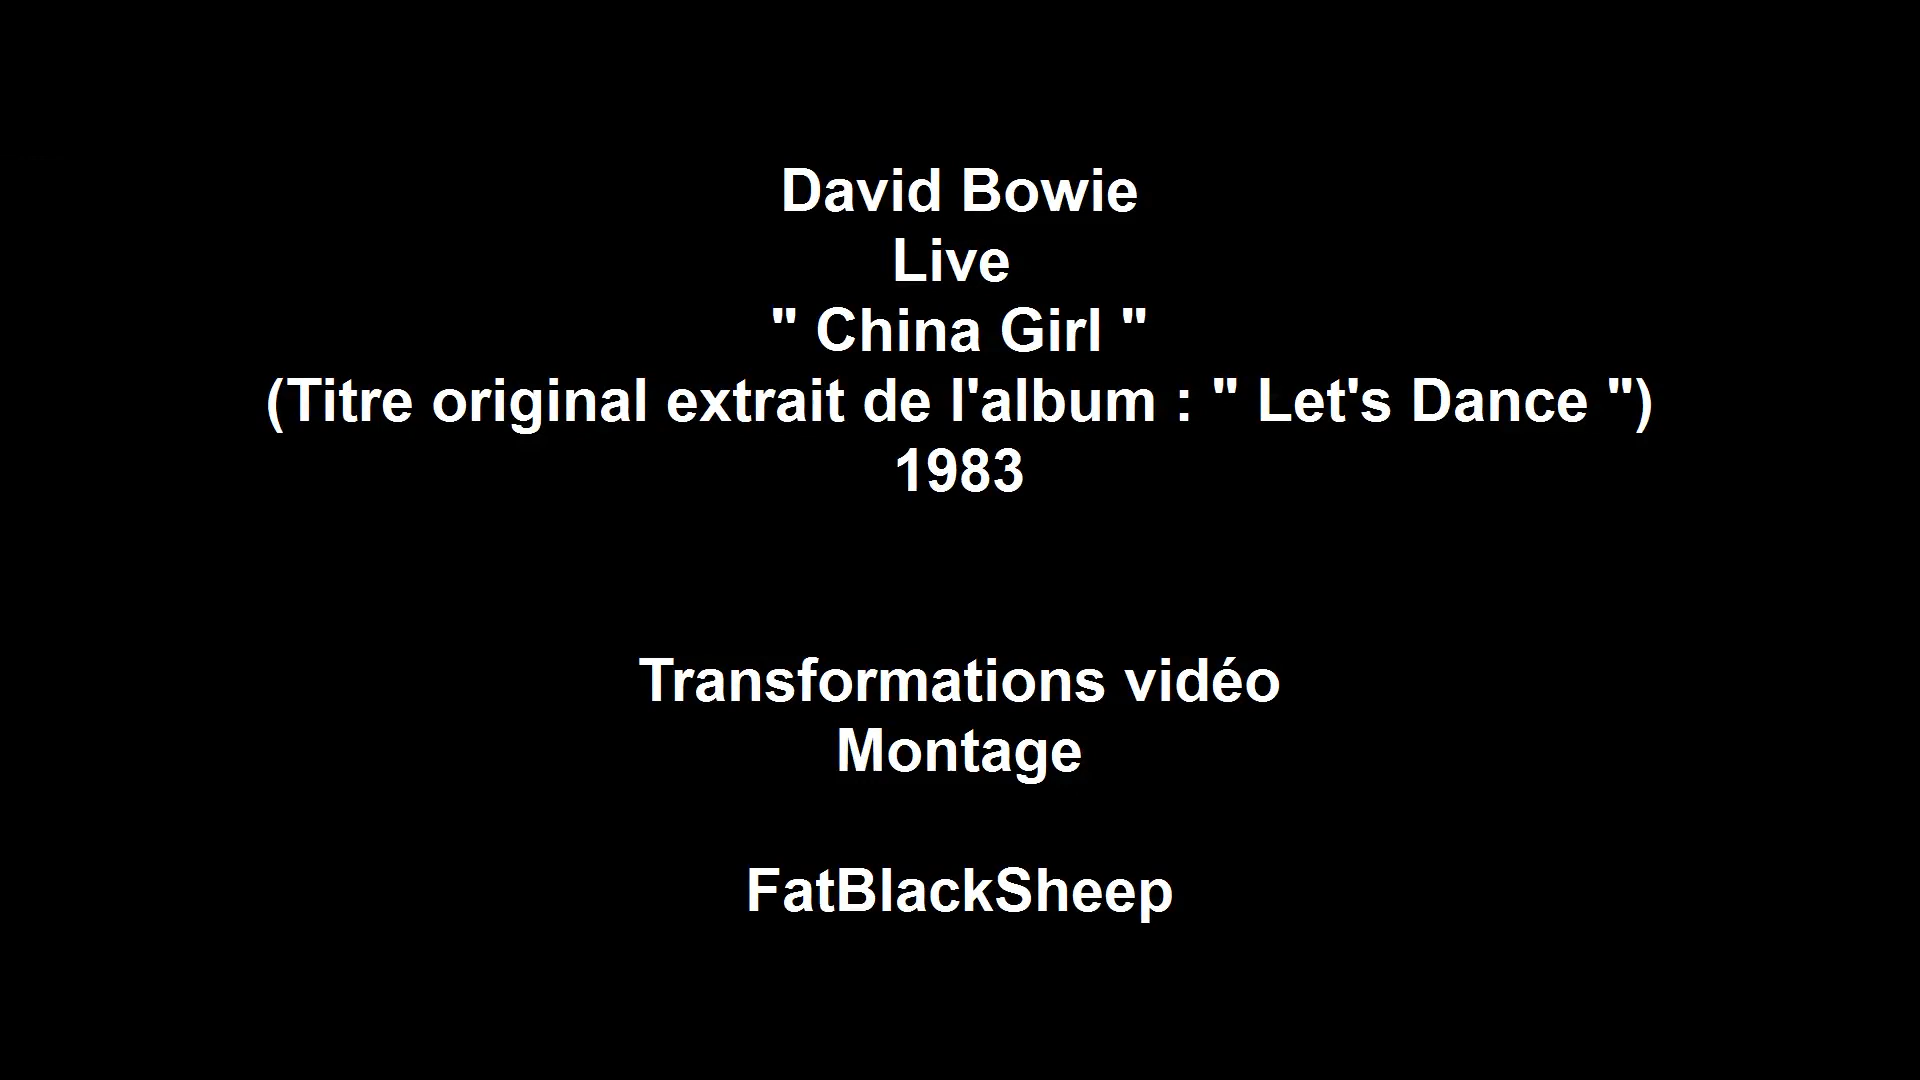 David Bowie
Live
" China Girl "
(Titre original extrait de l'album : " Let's Dance ")
1983
Transformations vidéo
Montage
FatBlackSheep